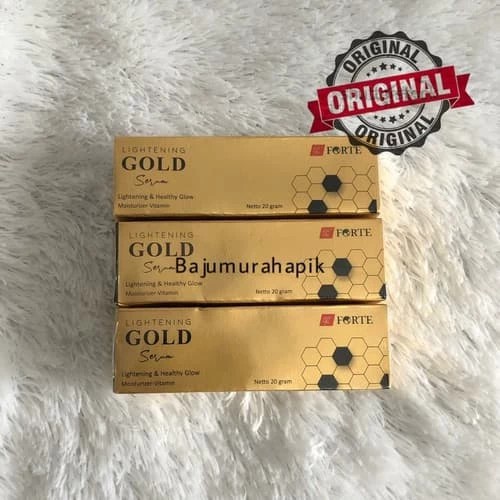 ORIGINAL
ORIGINAL
ORIGINAL
LIGHTENING
GOLD
Serum
Lightening & Healthy Glow
Moisturizer Vitamin
FORTE
Netto 20 gram
LIGHTENING
GOLD
Serum
Lightening & Healthy Glow
Moisturizer Vitamin
FORTE
Netto 20 gram
Bajumurahapik
LIGHTENING
GOLD
Serum
Lightening & Healthy Glow
Moisturizer Vitamin
FORTE
Netto 20 gram